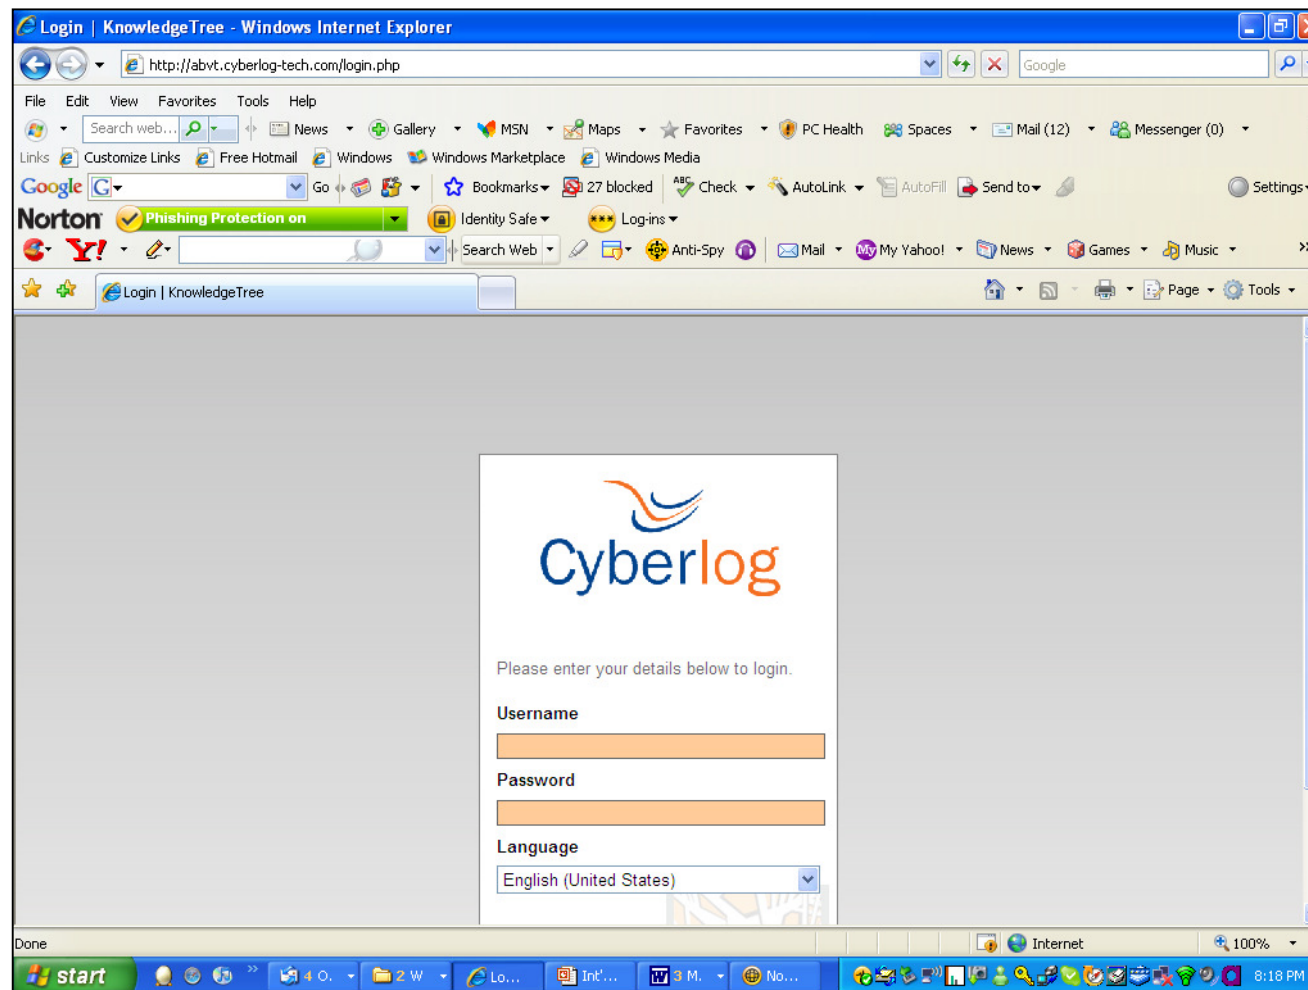 Login | KnowledgeTree - Windows Internet Explorer
http://abvt.cyberlog-tech.com/login.php
Google
File Edit View Favorites Tools Help
Search web... News Gallery MSN Maps Favorites PC Health Spaces Mail (12) Messenger (0)
Links Customize Links Free Hotmail Windows Windows Marketplace Windows Media
Google G Go Bookmarks 27 blocked ABC Check AutoLink AutoFill Send to Settings
Norton Phishing Protection on Identity Safe Log-ins
Y! Search Web Anti-Spy Mail My My Yahoo! News Games Music
Login | KnowledgeTree Page Tools
Cyberlog
Please enter your details below to login.
Username
Password
Language
English (United States)
Done Internet 100%
start 4 O. 2 W Lo... Int'... 3 M. No... 8:18 PM